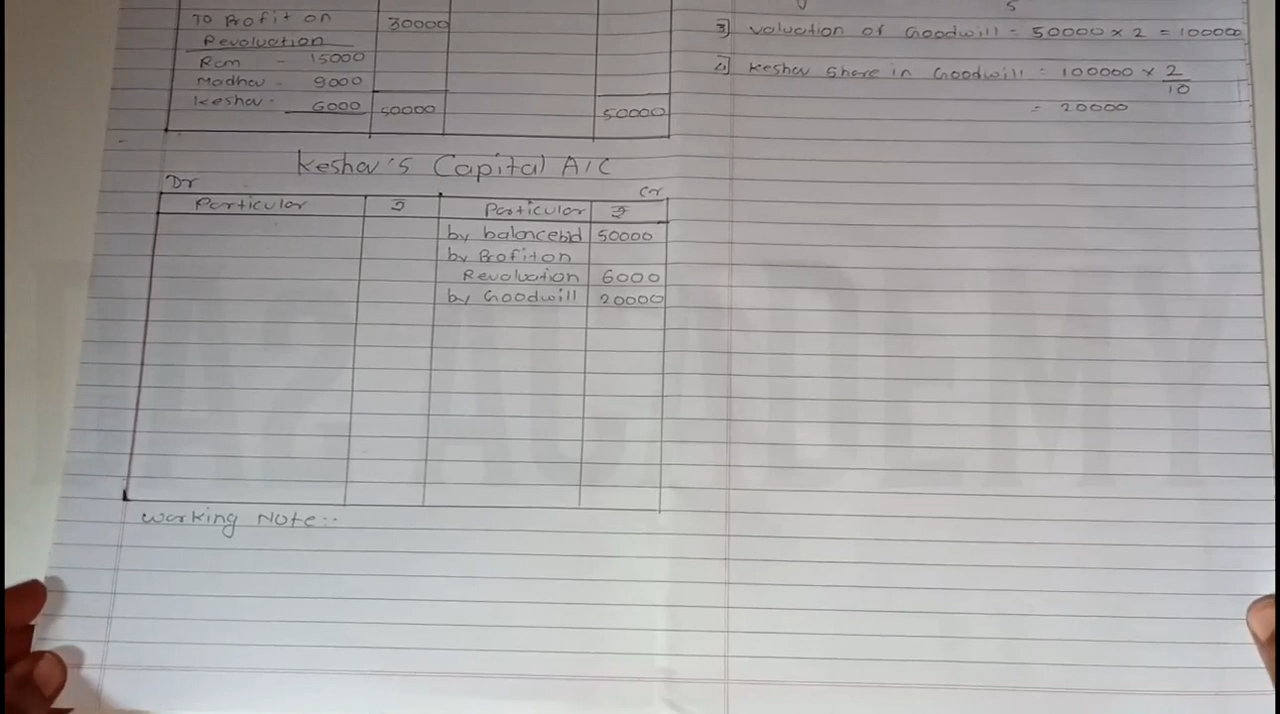 To Profit on 30000
Revaluation
Ram - 15000
Madhav - 9000
Keshav - 6000 50000 50000
3] valuation of Goodwill = 50000 × 2 = 100000
4] Keshav share in Goodwill = 100000 × 2/10
= 20000
Keshav's Capital A/C
Dr Cr
Particular ₹ Particular ₹
by balance b/d 50000
by Profit on
Revaluation 6000
by Goodwill 20000
Working Note:-